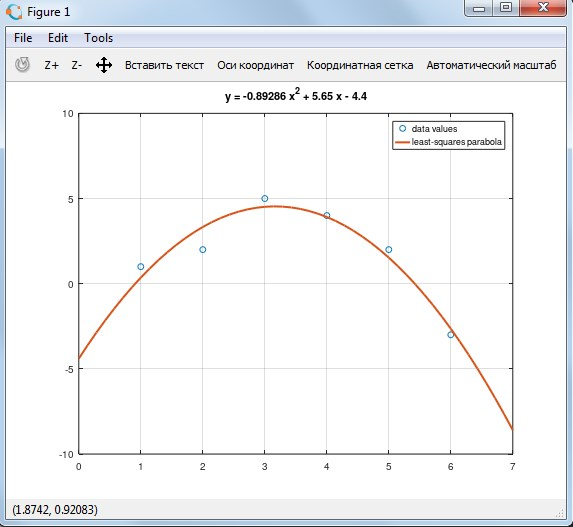 Figure 1
File Edit Tools
Z+ Z- Вставить текст Оси координат Координатная сетка Автоматический масштаб
y = -0.89286 x² + 5.65 x - 4.4
data values
least-squares parabola
10
5
0
-5
-10
0 1 2 3 4 5 6 7
(1.8742, 0.92083)